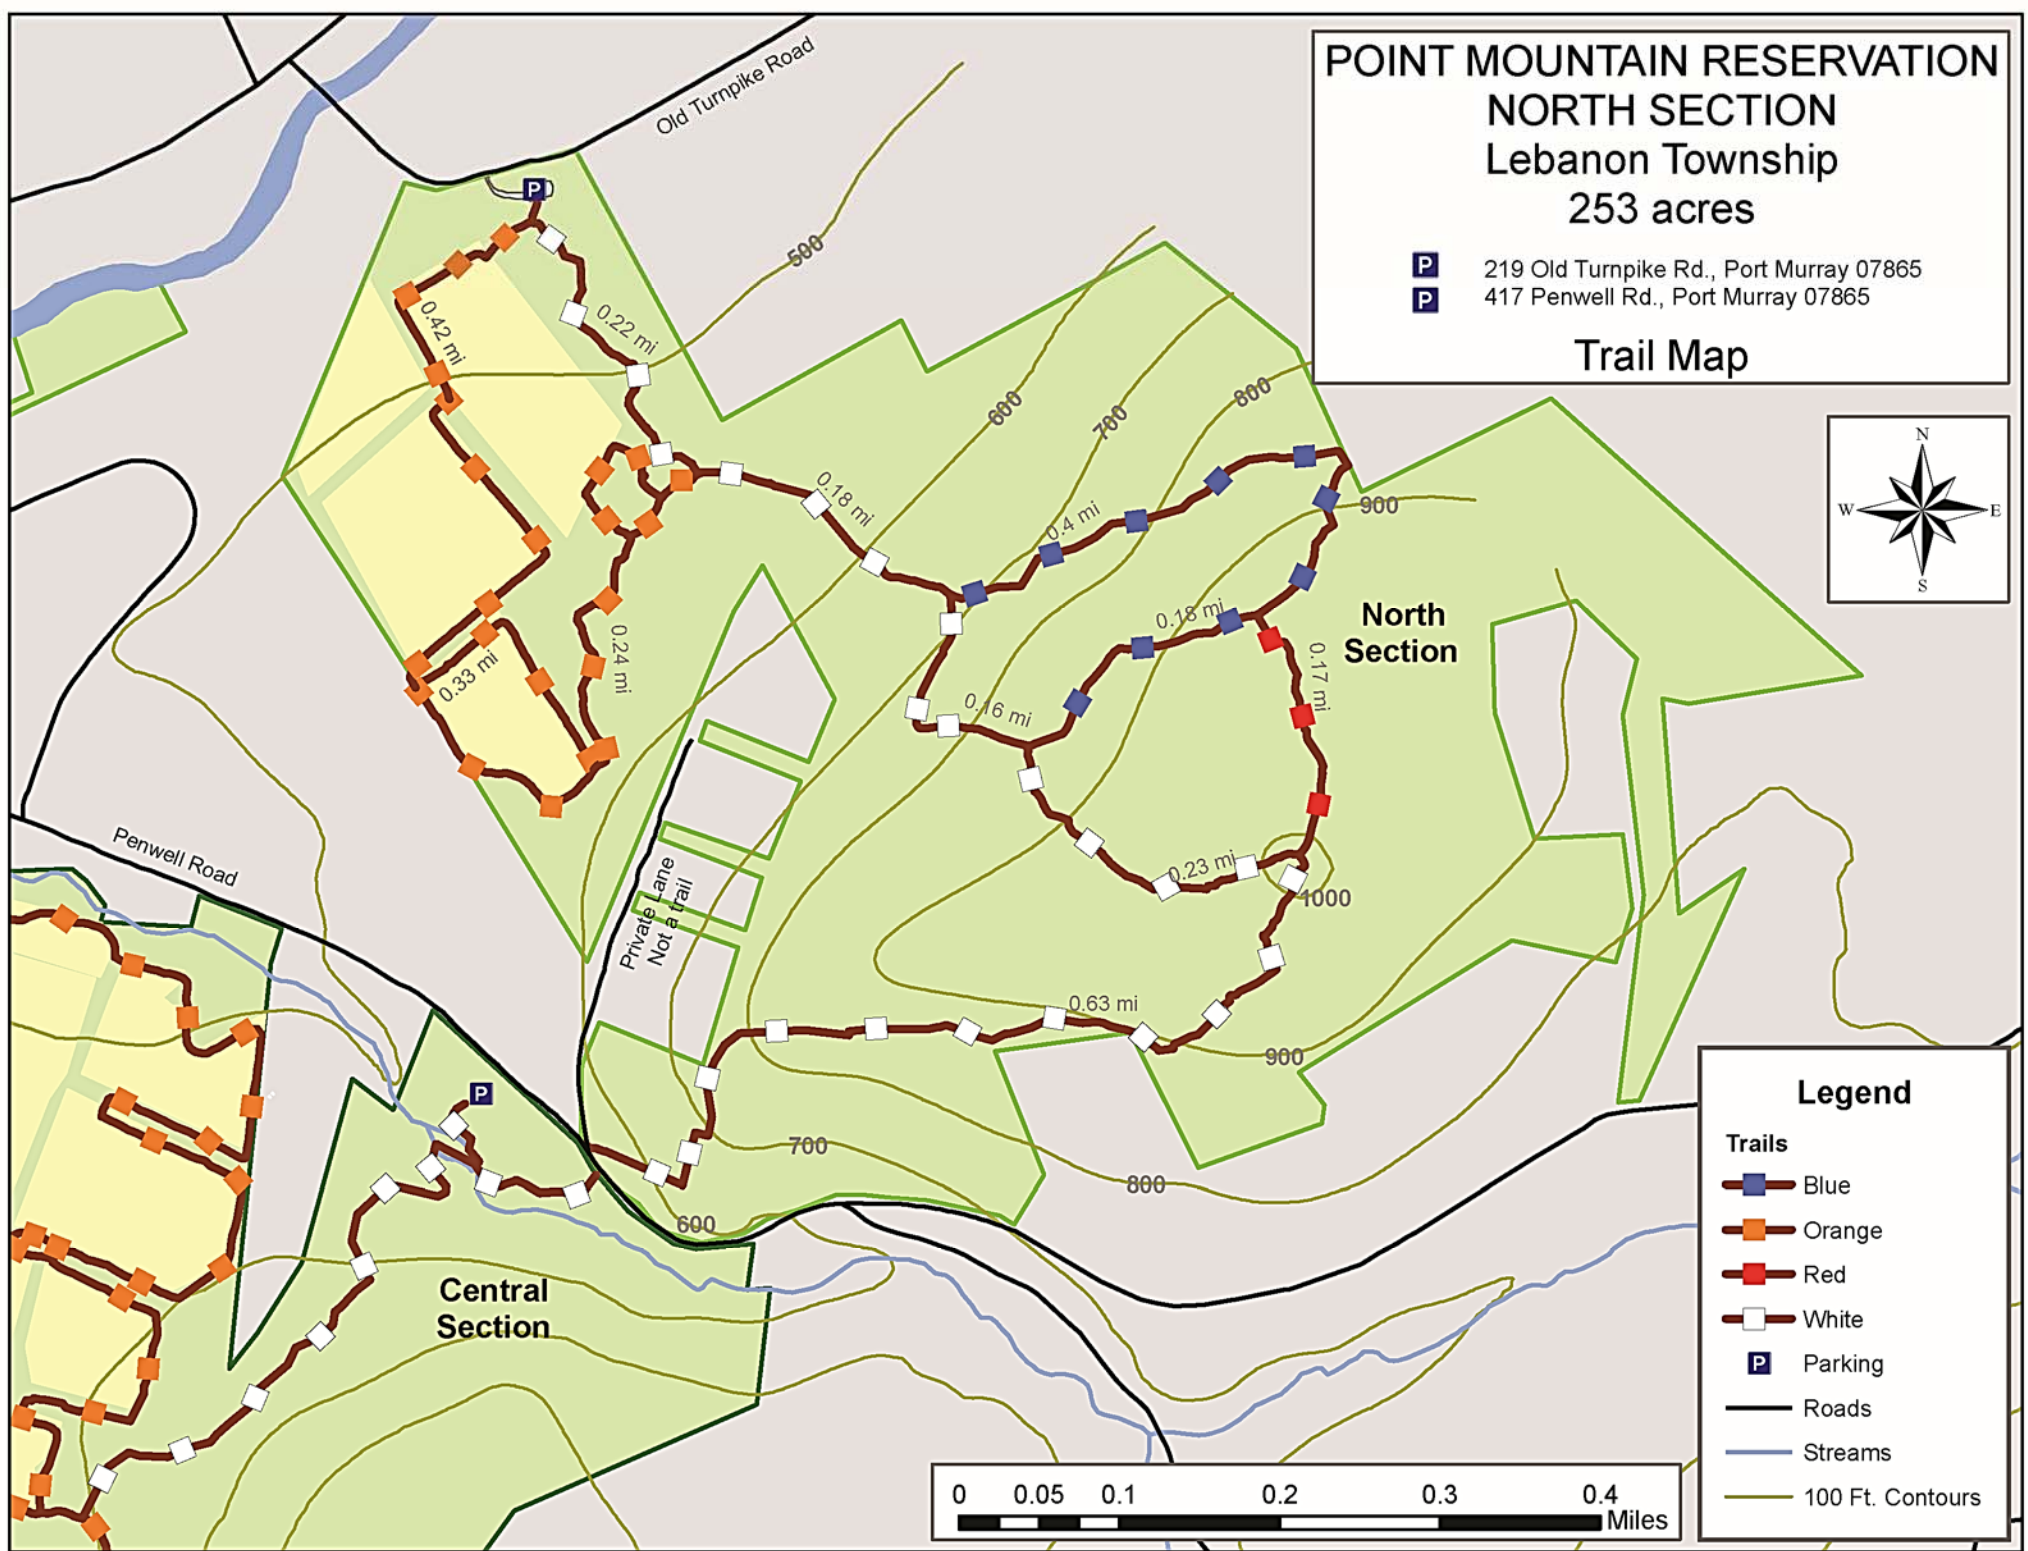 POINT MOUNTAIN RESERVATION
NORTH SECTION
Lebanon Township
253 acres
P 219 Old Turnpike Rd., Port Murray 07865
P 417 Penwell Rd., Port Murray 07865
Trail Map
Old Turnpike Road
P
500
0.22 mi
0.42 mi
600
700
800
N
W
E
S
0.18 mi
0.4 mi
900
0.18 mi
North
Section
0.24 mi
0.33 mi
0.17 mi
0.16 mi
Penwell Road
Private Lane
Not a trail
0.23 mi
1000
0.63 mi
900
P
700
800
600
Central
Section
Legend
Trails
Blue
Orange
Red
White
P Parking
Roads
Streams
100 Ft. Contours
0 0.05 0.1 0.2 0.3 0.4
Miles